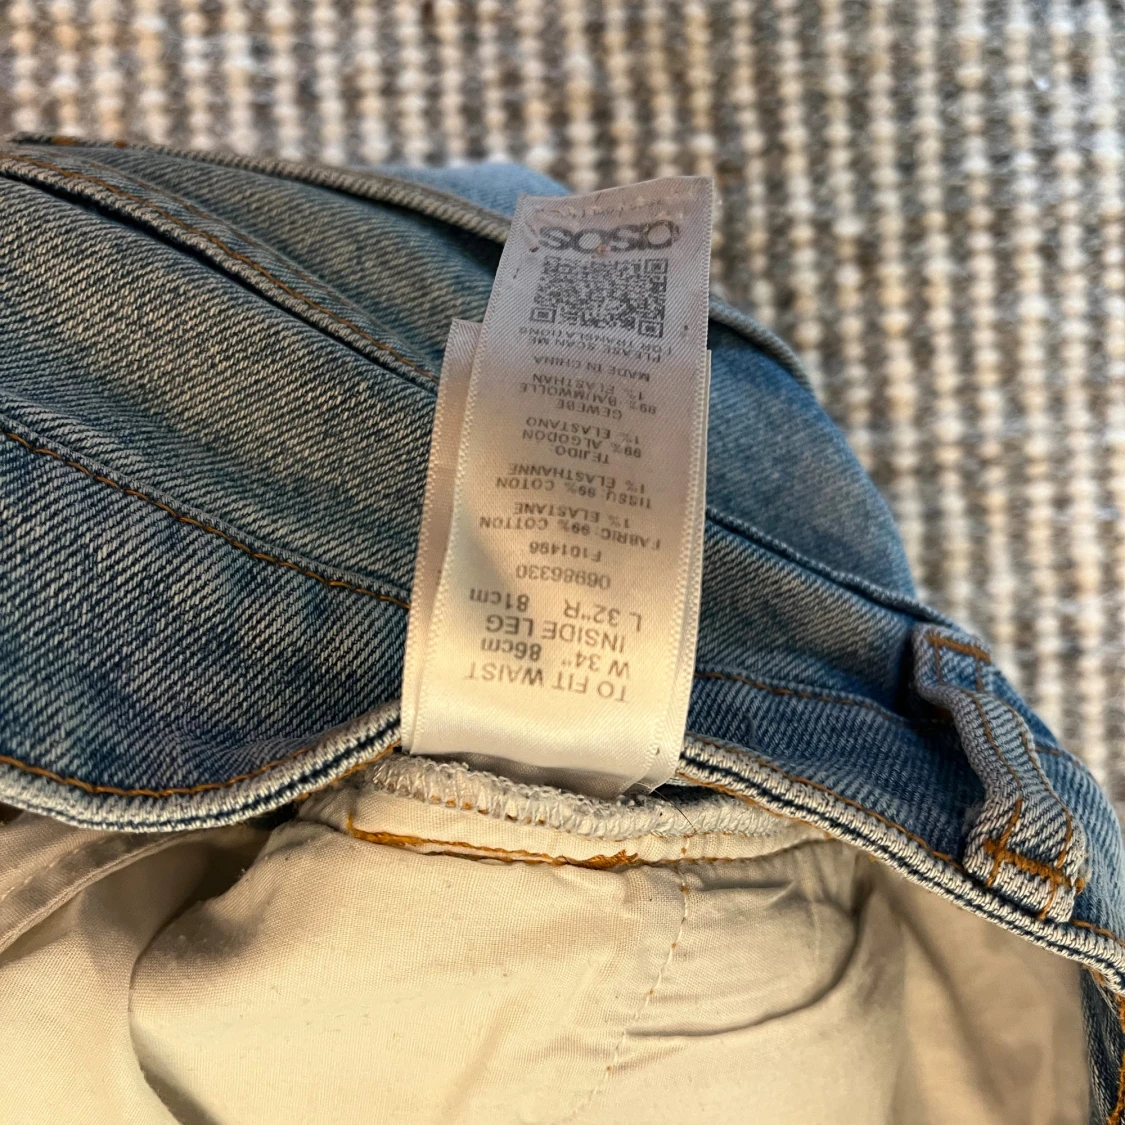 TO FIT WAIST
W 34" 86cm
INSIDE LEG
L 32"R 81cm
06986330
F101496
FABRIC: 99% COTTON
1% ELASTANE
TISSU: 99% COTON
1% ELASTHANNE
TEJIDO:
99% ALGODON
1% ELASTANO
GEWEBE
99% BAUMWOLLE
1% ELASTHAN
MADE IN CHINA
PLEASE SCAN ME
FOR TRANSLATIONS
asos